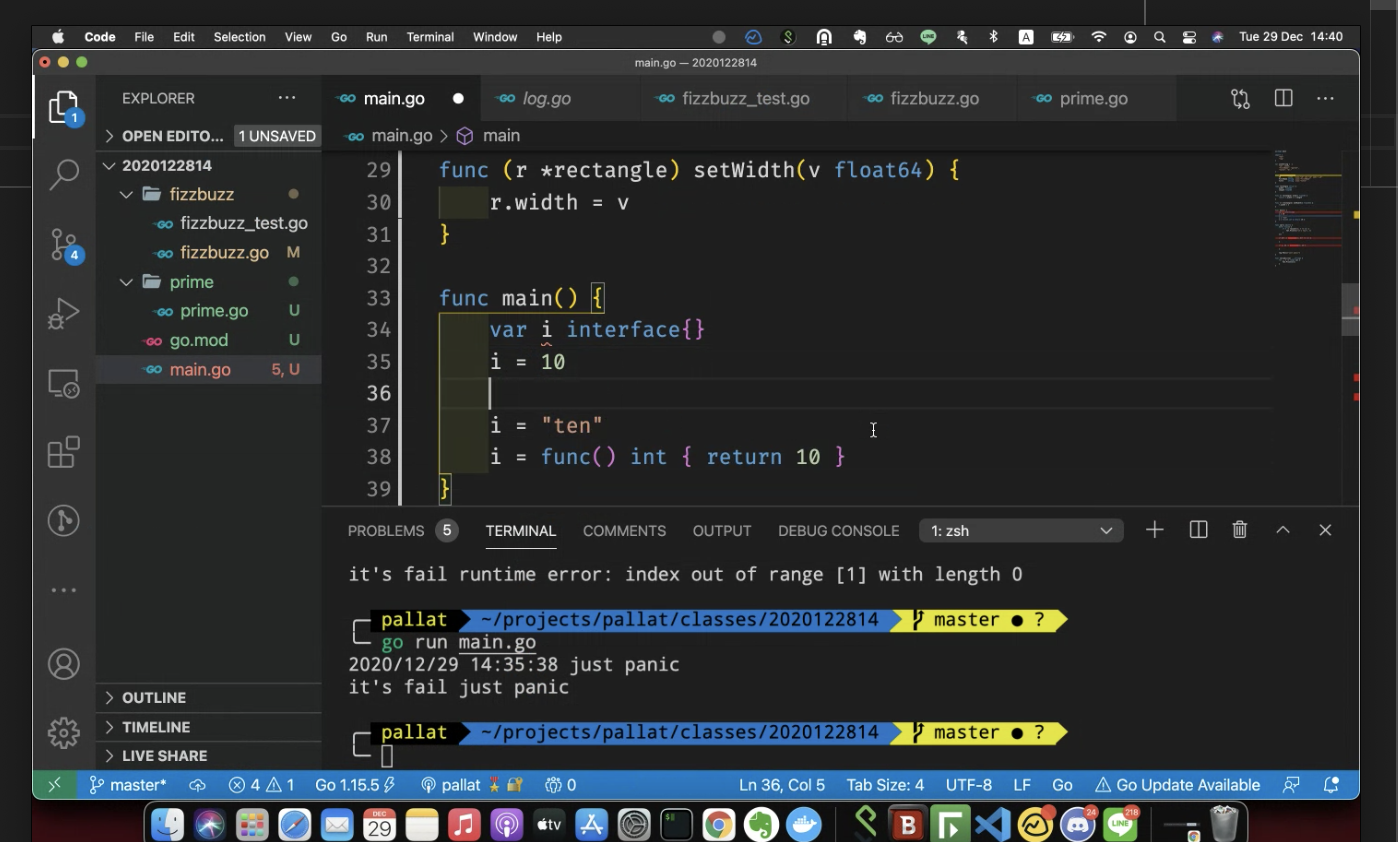 Code File Edit Selection View Go Run Terminal Window Help A Tue 29 Dec 14:40
main.go — 2020122814
EXPLORER
main.go log.go fizzbuzz_test.go fizzbuzz.go prime.go
1
OPEN EDITO... 1 UNSAVED
main.go > main
2020122814
fizzbuzz
fizzbuzz_test.go
fizzbuzz.go M
prime
prime.go U
go.mod U
main.go 5, U
4
29 func (r *rectangle) setWidth(v float64) {
30 r.width = v
31 }
32
33 func main() {
34 var i interface{}
35 i = 10
36
37 i = "ten"
38 i = func() int { return 10 }
39 }
PROBLEMS 5 TERMINAL COMMENTS OUTPUT DEBUG CONSOLE 1: zsh
it's fail runtime error: index out of range [1] with length 0
pallat ~/projects/pallat/classes/2020122814 master ● ?
go run main.go
2020/12/29 14:35:38 just panic
it's fail just panic
pallat ~/projects/pallat/classes/2020122814 master ● ?
OUTLINE
TIMELINE
LIVE SHARE
master* 4 1 Go 1.15.5 pallat 0 Ln 36, Col 5 Tab Size: 4 UTF-8 LF Go Go Update Available
DEC
29
tv
B
24
LINE
218